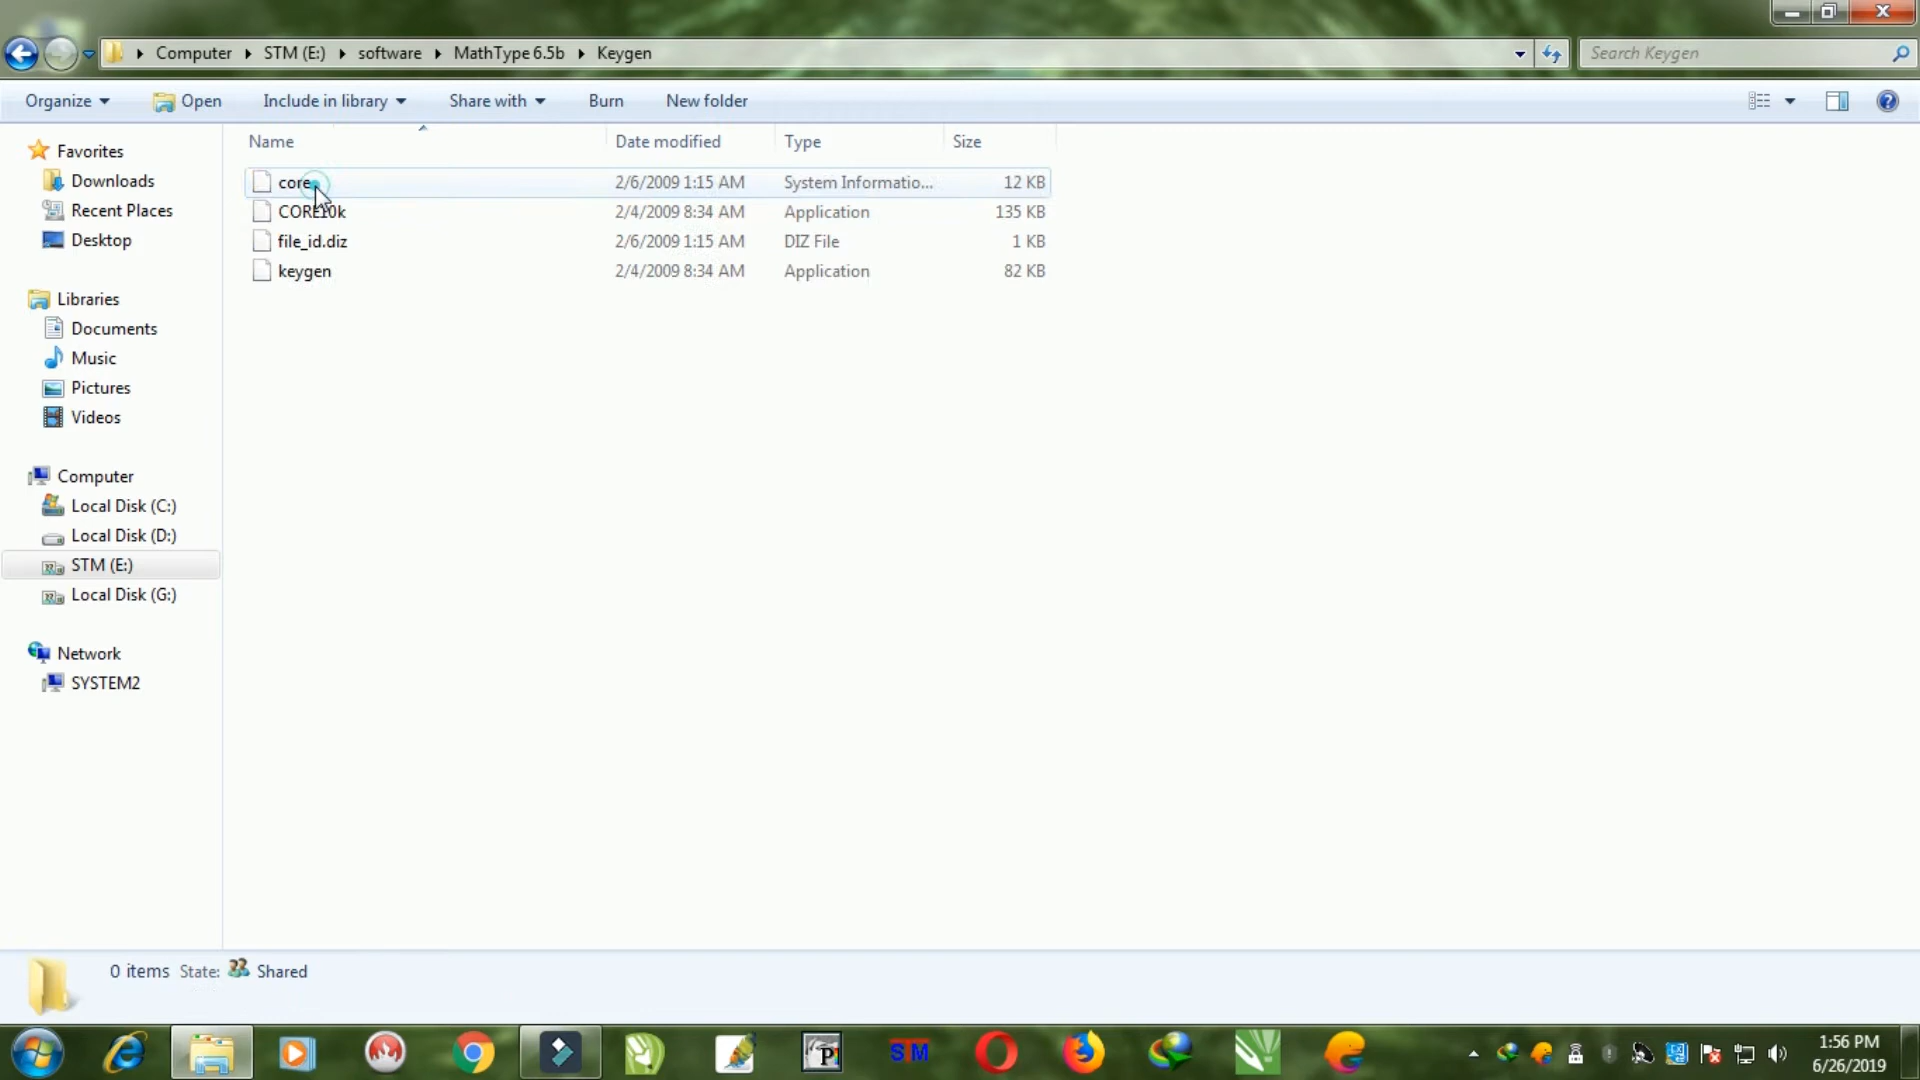 Computer STM (E:) software MathType 6.5b Keygen Search Keygen
Organize Open Include in library Share with Burn New folder
Name Date modified Type Size
core 2/6/2009 1:15 AM System Informatio... 12 KB
CORE10k 2/4/2009 8:34 AM Application 135 KB
file_id.diz 2/6/2009 1:15 AM DIZ File 1 KB
keygen 2/4/2009 8:34 AM Application 82 KB
Favorites
Downloads
Recent Places
Desktop
Libraries
Documents
Music
Pictures
Videos
Computer
Local Disk (C:)
Local Disk (D:)
STM (E:)
Local Disk (G:)
Network
SYSTEM2
0 items State: Shared
SM
1:56 PM
6/26/2019